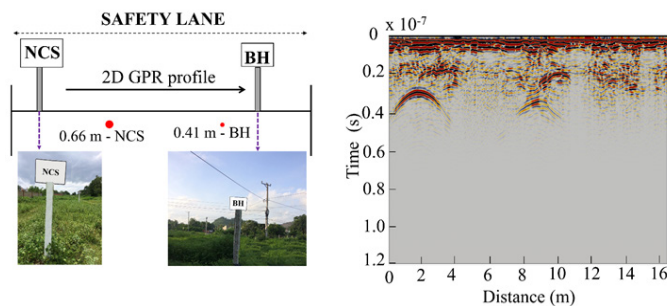 SAFETY LANE
NCS
BH
2D GPR profile
0.66 m - NCS
0.41 m - BH
NCS
BH
0 x 10⁻⁷
0.2
0.4
0.6
0.8
1.0
1.2
Time (s)
0 2 4 6 8 10 12 14 16
Distance (m)